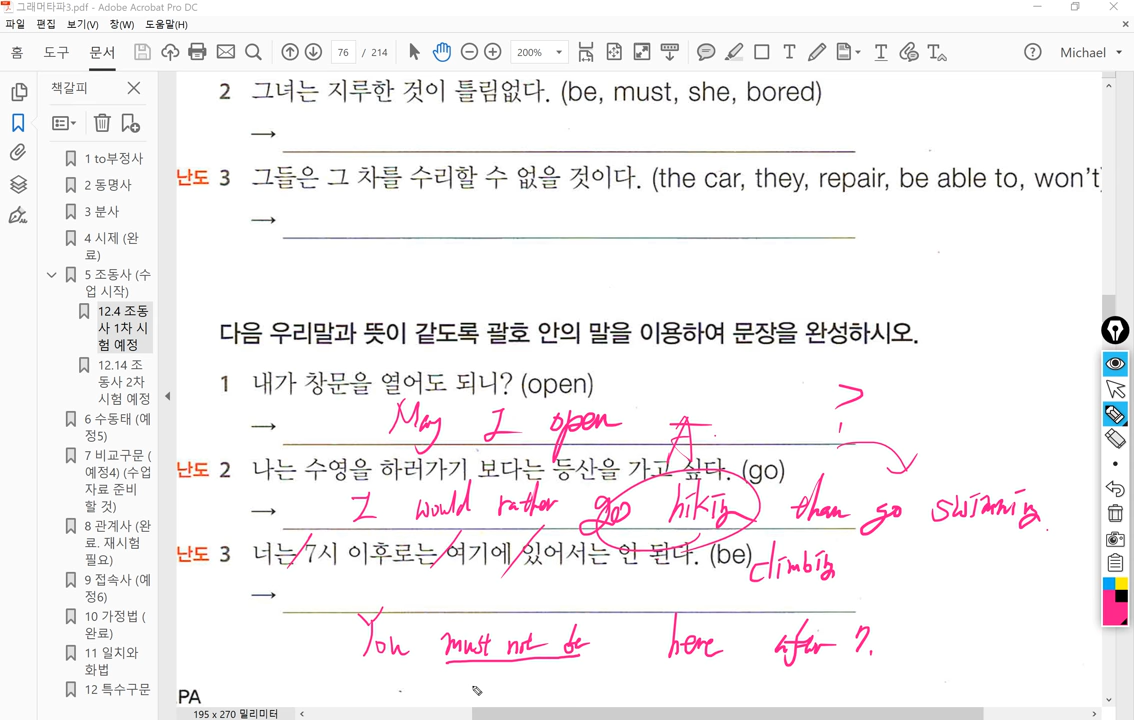 그래머타파3.pdf - Adobe Acrobat Pro DC
파일 편집 보기(V) 창(W) 도움말(H)
홈 도구 문서 76 / 214 200% Michael
책갈피
1 to부정사
2 동명사
3 분사
4 시제 (완
료)
5 조동사 (수
업 시작)
12.4 조동
사 1차 시
험 예정
12.14 조
동사 2차
시험 예정
6 수동태 (예
정5)
7 비교구문 (
예정4) (수업
자료 준비
할 것)
8 관계사 (완
료. 재시험
필요)
9 접속사 (예
정6)
10 가정법 (
완료)
11 일치와
화법
12 특수구문
2 그녀는 지루한 것이 틀림없다. (be, must, she, bored)
→
난도 3 그들은 그 차를 수리할 수 없을 것이다. (the car, they, repair, be able to, won't)
→
다음 우리말과 뜻이 같도록 괄호 안의 말을 이용하여 문장을 완성하시오.
1 내가 창문을 열어도 되니? (open)
→ May I open ?
난도 2 나는 수영을 하러가기 보다는 등산을 가고 싶다. (go)
→ I would rather go hiking than go swimming.
난도 3 너는 7시 이후로는 여기에 있어서는 안 된다. (be) climbing
→
You must not be here after 7.
PA
195 x 270 밀리미터